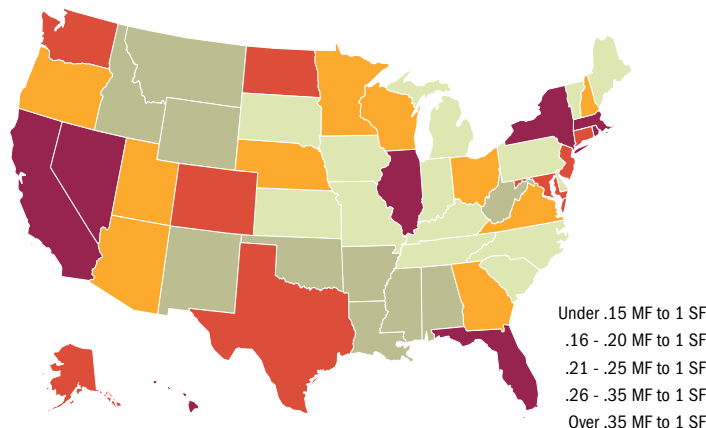 Under .15 MF to 1 SF
.16 - .20 MF to 1 SF
.21 - .25 MF to 1 SF
.26 - .35 MF to 1 SF
Over .35 MF to 1 SF